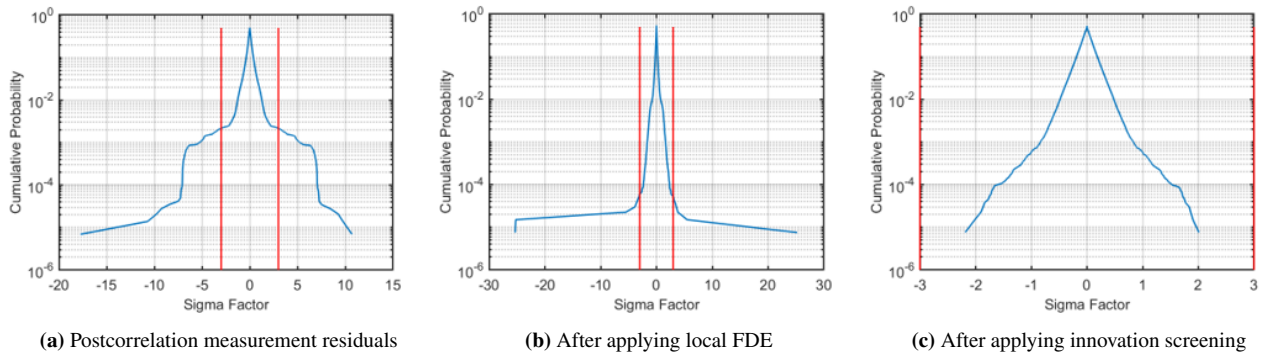 10^0
10^-2
10^-4
10^-6
Cumulative Probability
-20 -15 -10 -5 0 5 10 15
Sigma Factor
(a) Postcorrelation measurement residuals
10^0
10^-2
10^-4
10^-6
Cumulative Probability
-30 -20 -10 0 10 20 30
Sigma Factor
(b) After applying local FDE
10^0
10^-2
10^-4
10^-6
Cumulative Probability
-3 -2 -1 0 1 2 3
Sigma Factor
(c) After applying innovation screening